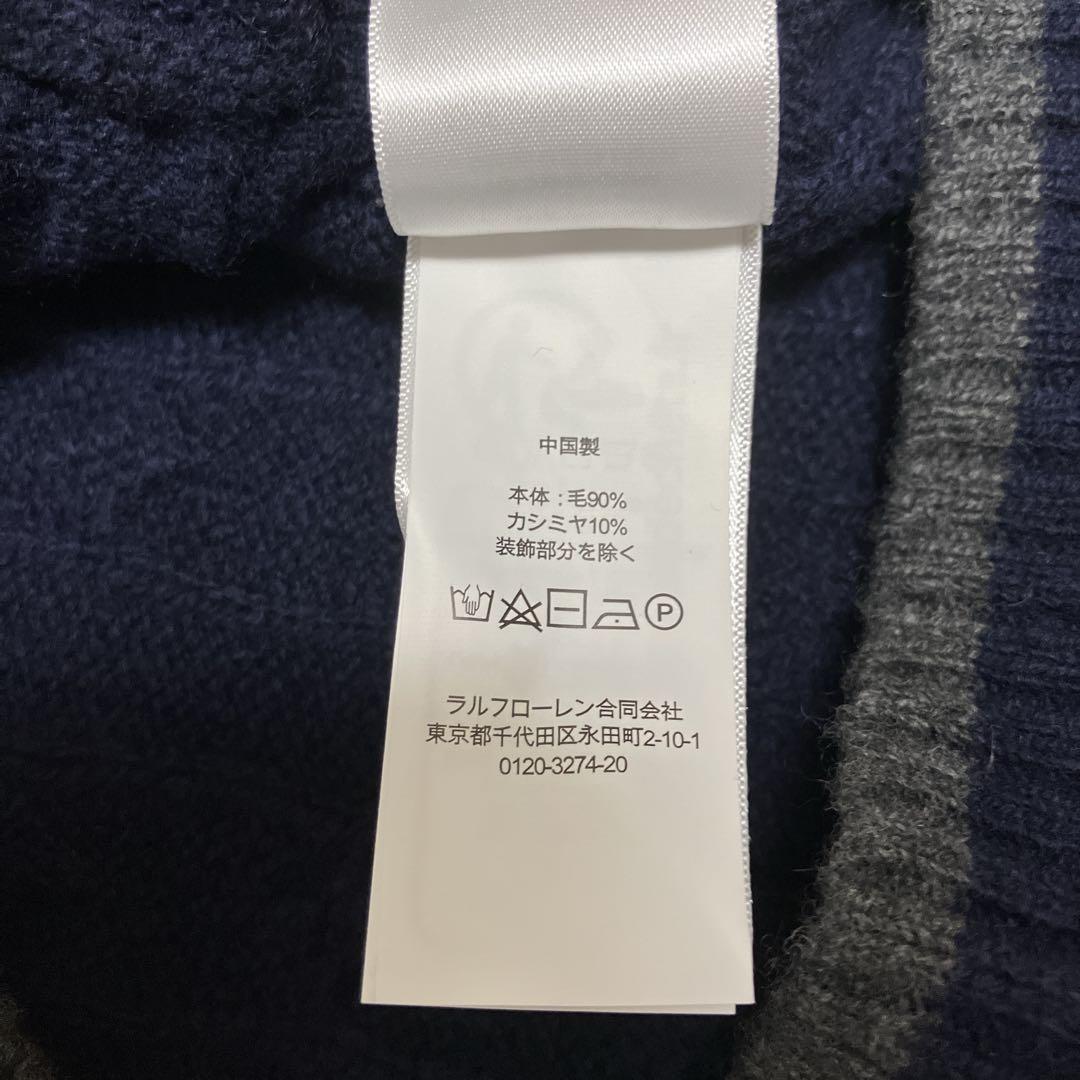 中国製
本体：毛90%
カシミヤ10%
装飾部分を除く
P
ラルフローレン合同会社
東京都千代田区永田町2-10-1
0120-3274-20